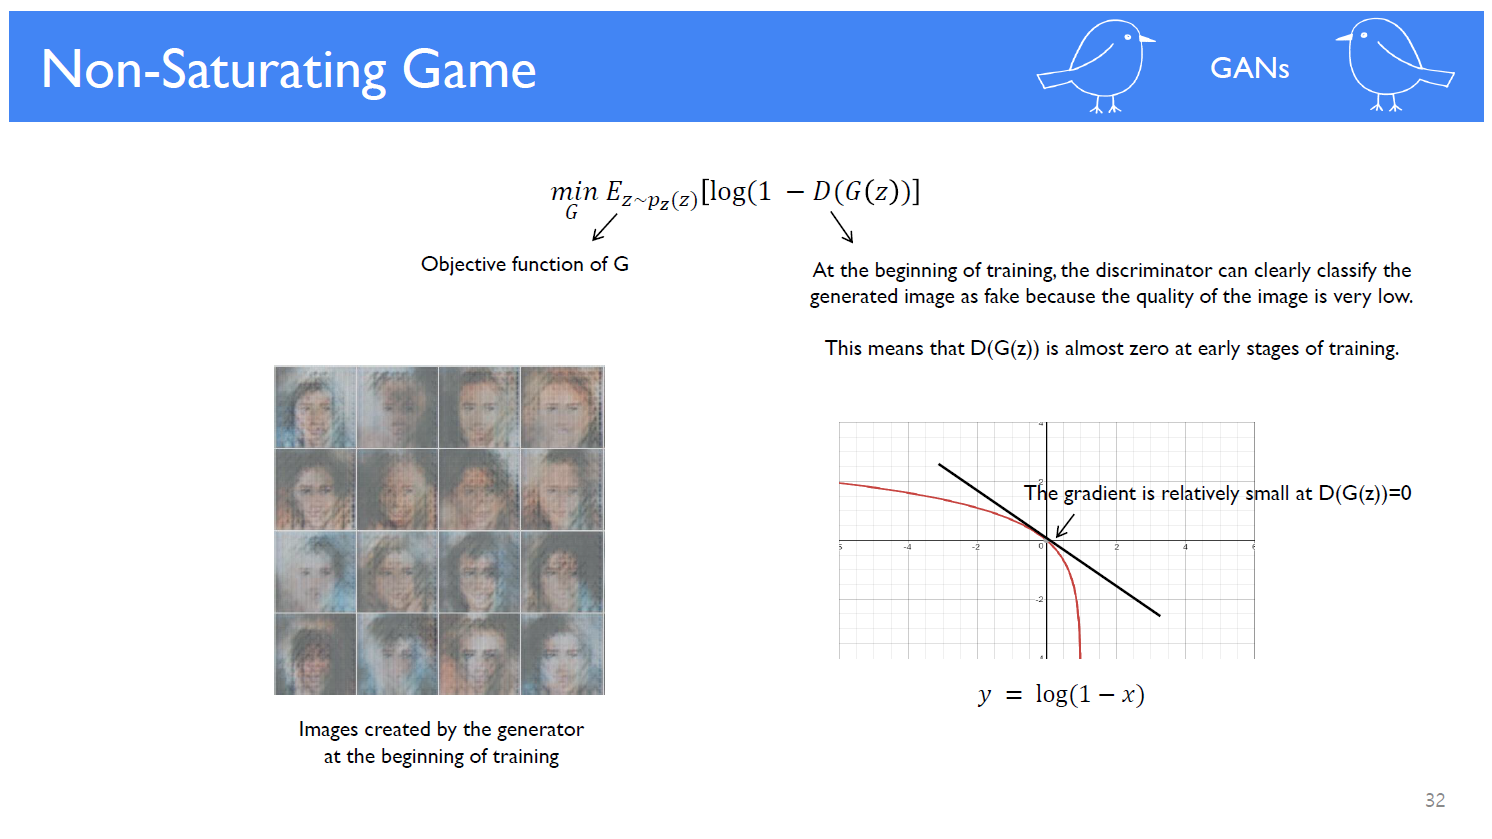 Non-Saturating Game
GANs
min E_{z~p_z(z)}[log(1 − D(G(z))]
G
Objective function of G
At the beginning of training, the discriminator can clearly classify the
generated image as fake because the quality of the image is very low.
This means that D(G(z)) is almost zero at early stages of training.
4
2
The gradient is relatively small at D(G(z))=0
-4 -2 0 2 4
-2
y = log(1 − x)
Images created by the generator
at the beginning of training
32